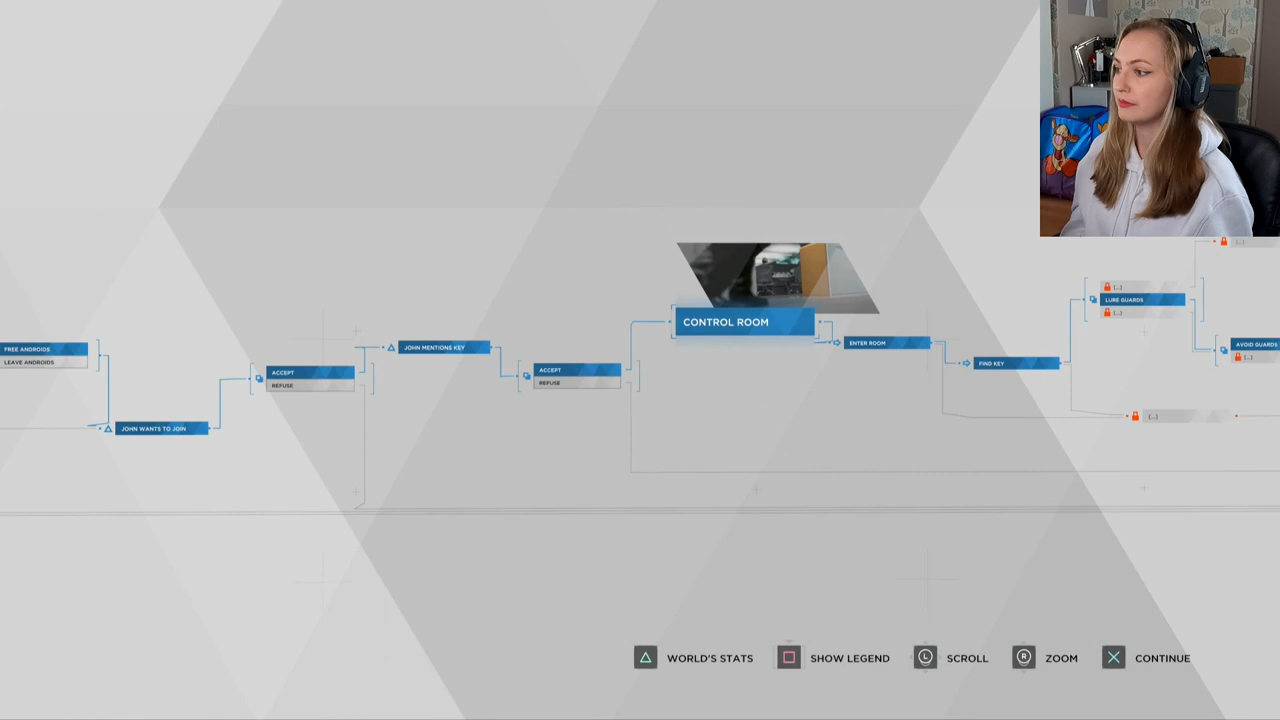 FREE ANDROIDS
LEAVE ANDROIDS
JOHN WANTS TO JOIN
ACCEPT
REFUSE
JOHN MENTIONS KEY
ACCEPT
REFUSE
CONTROL ROOM
ENTER ROOM
FIND KEY
[...]
LURE GUARDS
[...]
[...]
AVOID GUARDS
[...]
[...]
WORLD'S STATS
SHOW LEGEND
L
SCROLL
R
ZOOM
CONTINUE